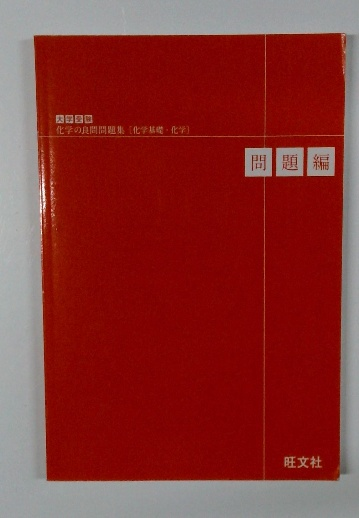 大学受験
化学の良問問題集［化学基礎・化学］
問題編
旺文社